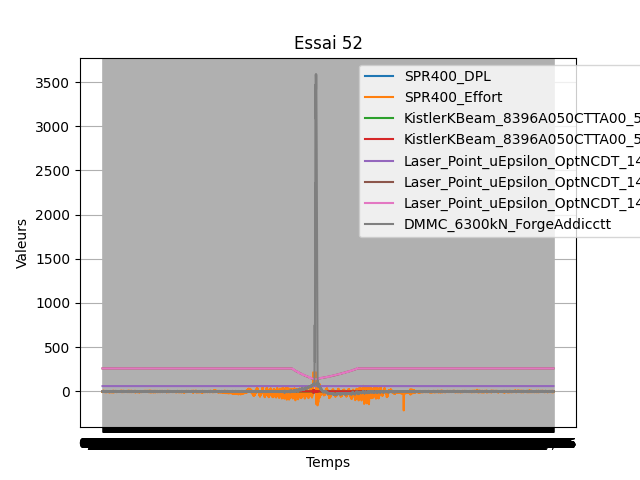 Essai 52
SPR400_DPL
SPR400_Effort
KistlerKBeam_8396A050CTTA00_5
KistlerKBeam_8396A050CTTA00_5
Laser_Point_uEpsilon_OptNCDT_14
Laser_Point_uEpsilon_OptNCDT_14
Laser_Point_uEpsilon_OptNCDT_14
DMMC_6300kN_ForgeAddicctt
3500
3000
2500
2000
1500
1000
500
0
Valeurs
Temps